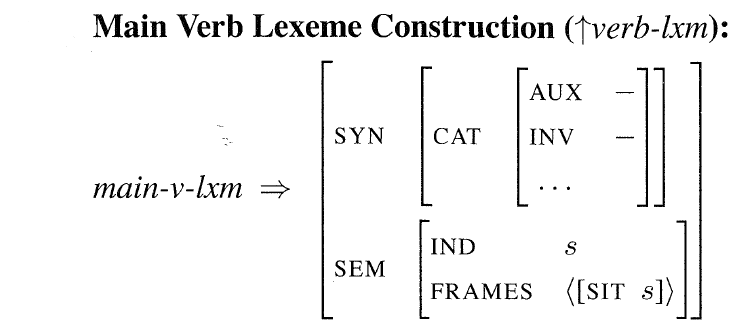 Main Verb Lexeme Construction (↑verb-lxm):
AUX −
SYN CAT INV −
...
main-v-lxm ⇒
IND s
SEM
FRAMES ⟨[SIT s]⟩